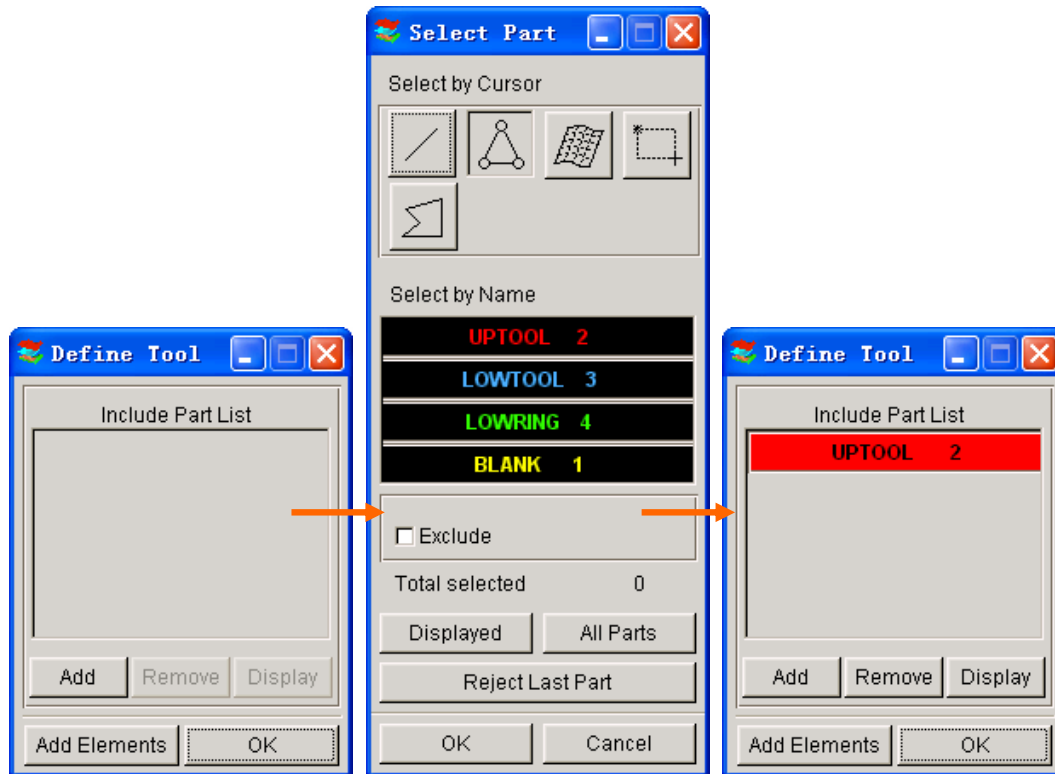 Define Tool
Include Part List
Add Remove Display
Add Elements OK
Select Part
Select by Cursor
Select by Name
UPTOOL 2
LOWTOOL 3
LOWRING 4
BLANK 1
Exclude
Total selected 0
Displayed All Parts
Reject Last Part
OK Cancel
Define Tool
Include Part List
UPTOOL 2
Add Remove Display
Add Elements OK